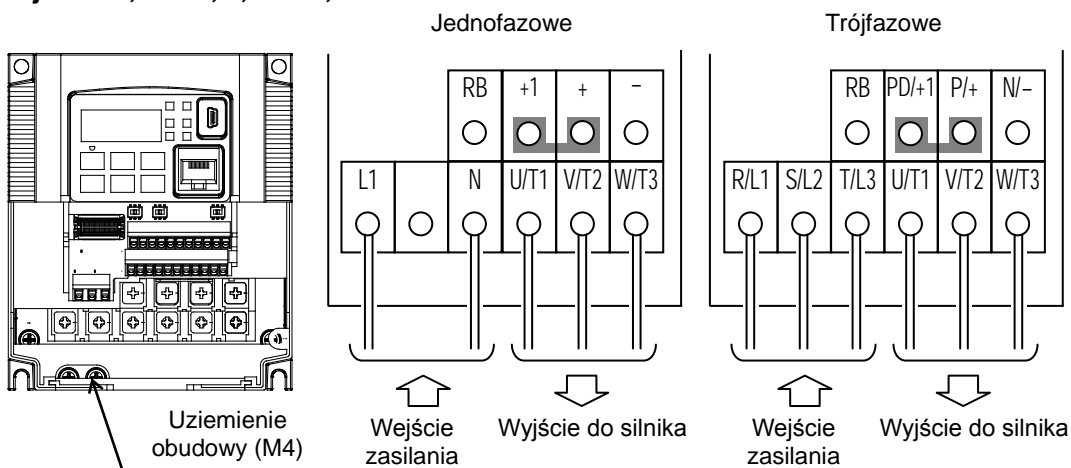 Jednofazowe
RB +1 + −
L1 N U/T1 V/T2 W/T3
Wejście
zasilania
Wyjście do silnika
Trójfazowe
RB PD/+1 P/+ N/−
R/L1 S/L2 T/L3 U/T1 V/T2 W/T3
Wejście
zasilania
Wyjście do silnika
Uziemienie
obudowy (M4)